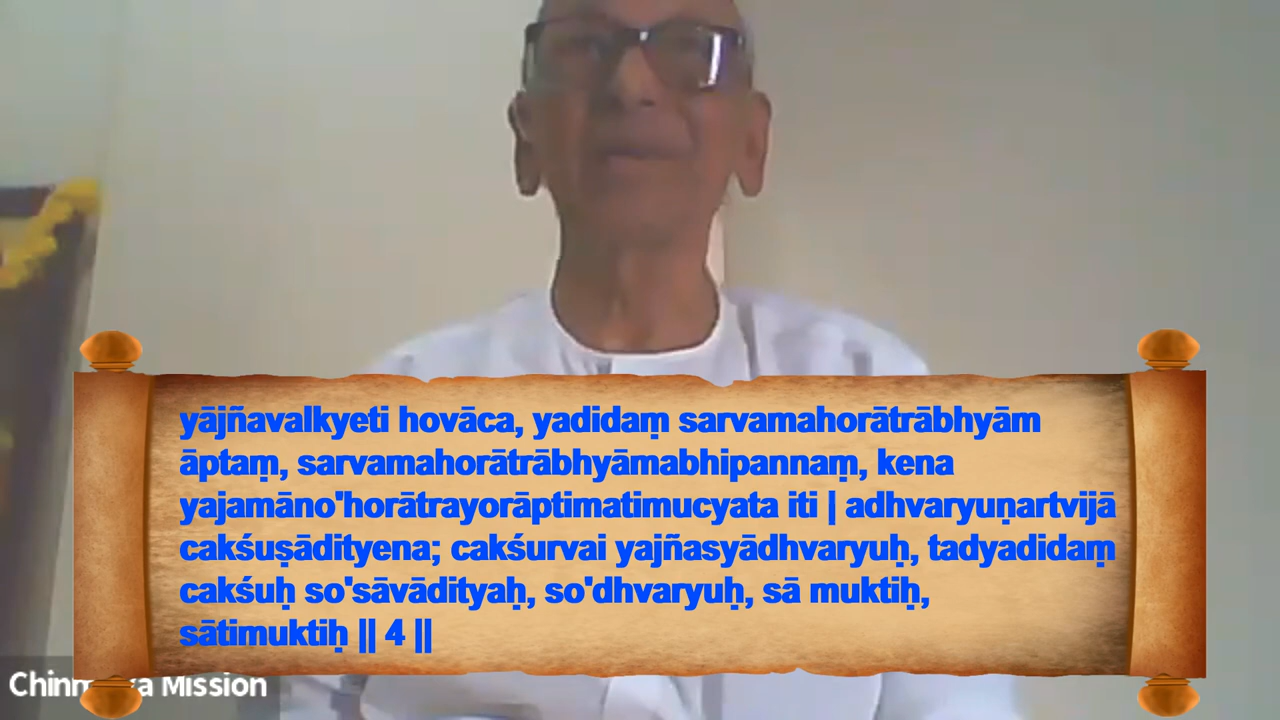 yājñavalkyeti hovāca, yadidaṃ sarvamahorātrābhyām
āptaṃ, sarvamahorātrābhyāmabhipannaṃ, kena
yajamāno'horātrayorāptimatimucyata iti | adhvaryuṇartvijā
cakśuṣādityena; cakśurvai yajñasyādhvaryuḥ, tadyadidaṃ
cakśuḥ so'sāvādityaḥ, so'dhvaryuḥ, sā muktiḥ,
sātimuktiḥ || 4 ||
Mission